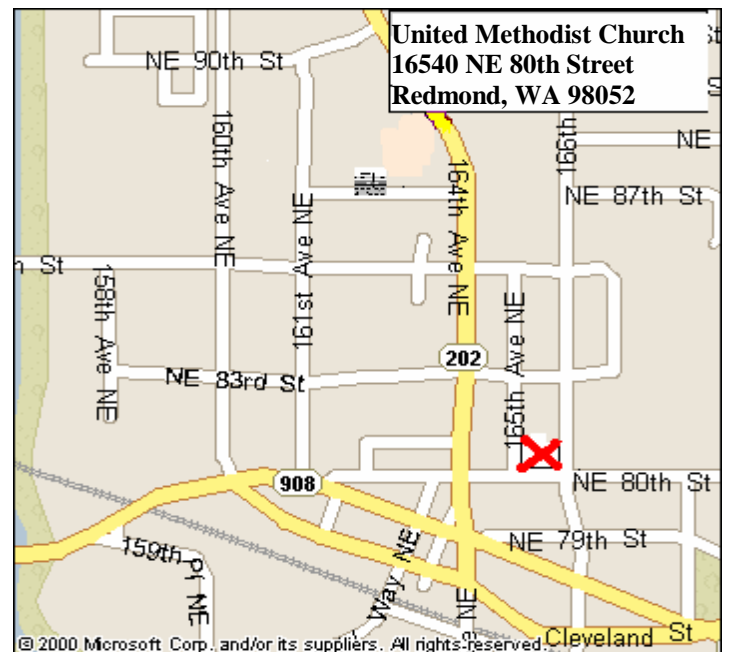 United Methodist Church
16540 NE 80th Street
Redmond, WA 98052
St
NE 90th St
160th Ave NE
166th
NE
164th Ave NE
NE 87th St
161st Ave NE
St
158th Ave NE
165th Ave NE
202
NE 83rd St
908
NE 80th St
159th Pl NE
Way NE
NE 79th St
NE
Cleveland St
© 2000 Microsoft Corp. and/or its suppliers. All rights reserved.